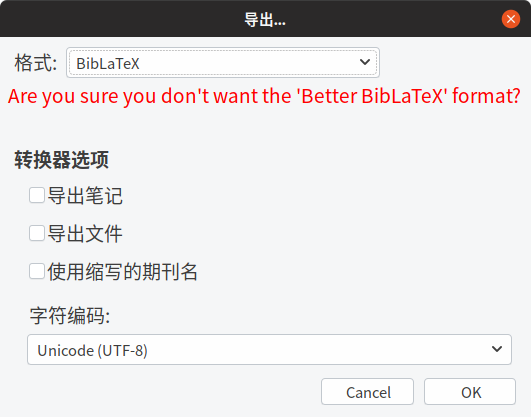 导出...
格式: BibLaTeX
Are you sure you don't want the 'Better BibLaTeX' format?
转换器选项
导出笔记
导出文件
使用缩写的期刊名
字符编码:
Unicode (UTF-8)
Cancel OK